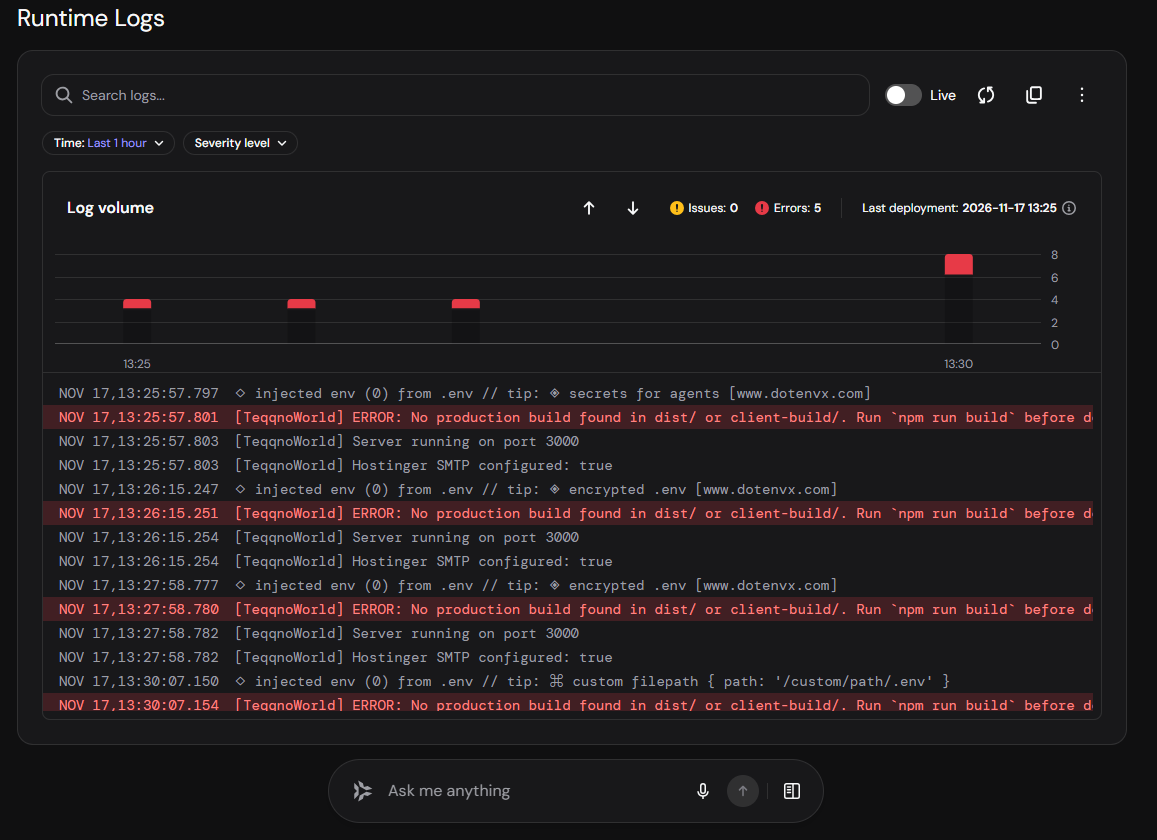 Runtime Logs
Search logs...
Live
Time: Last 1 hour
Severity level
Log volume
Issues: 0
Errors: 5
Last deployment: 2026-11-17 13:25
8
6
4
2
0
13:25
13:30
NOV 17,13:25:57.797 ◇ injected env (0) from .env // tip: ◈ secrets for agents [www.dotenvx.com]
NOV 17,13:25:57.801 [TeqqnoWorld] ERROR: No production build found in dist/ or client-build/. Run `npm run build` before d
NOV 17,13:25:57.803 [TeqqnoWorld] Server running on port 3000
NOV 17,13:25:57.803 [TeqqnoWorld] Hostinger SMTP configured: true
NOV 17,13:26:15.247 ◇ injected env (0) from .env // tip: ◈ encrypted .env [www.dotenvx.com]
NOV 17,13:26:15.251 [TeqqnoWorld] ERROR: No production build found in dist/ or client-build/. Run `npm run build` before d
NOV 17,13:26:15.254 [TeqqnoWorld] Server running on port 3000
NOV 17,13:26:15.254 [TeqqnoWorld] Hostinger SMTP configured: true
NOV 17,13:27:58.777 ◇ injected env (0) from .env // tip: ◈ encrypted .env [www.dotenvx.com]
NOV 17,13:27:58.780 [TeqqnoWorld] ERROR: No production build found in dist/ or client-build/. Run `npm run build` before d
NOV 17,13:27:58.782 [TeqqnoWorld] Server running on port 3000
NOV 17,13:27:58.782 [TeqqnoWorld] Hostinger SMTP configured: true
NOV 17,13:30:07.150 ◇ injected env (0) from .env // tip: ⌘ custom filepath { path: '/custom/path/.env' }
NOV 17,13:30:07.154 [TeqqnoWorld] ERROR: No production build found in dist/ or client-build/. Run `npm run build` before d
Ask me anything